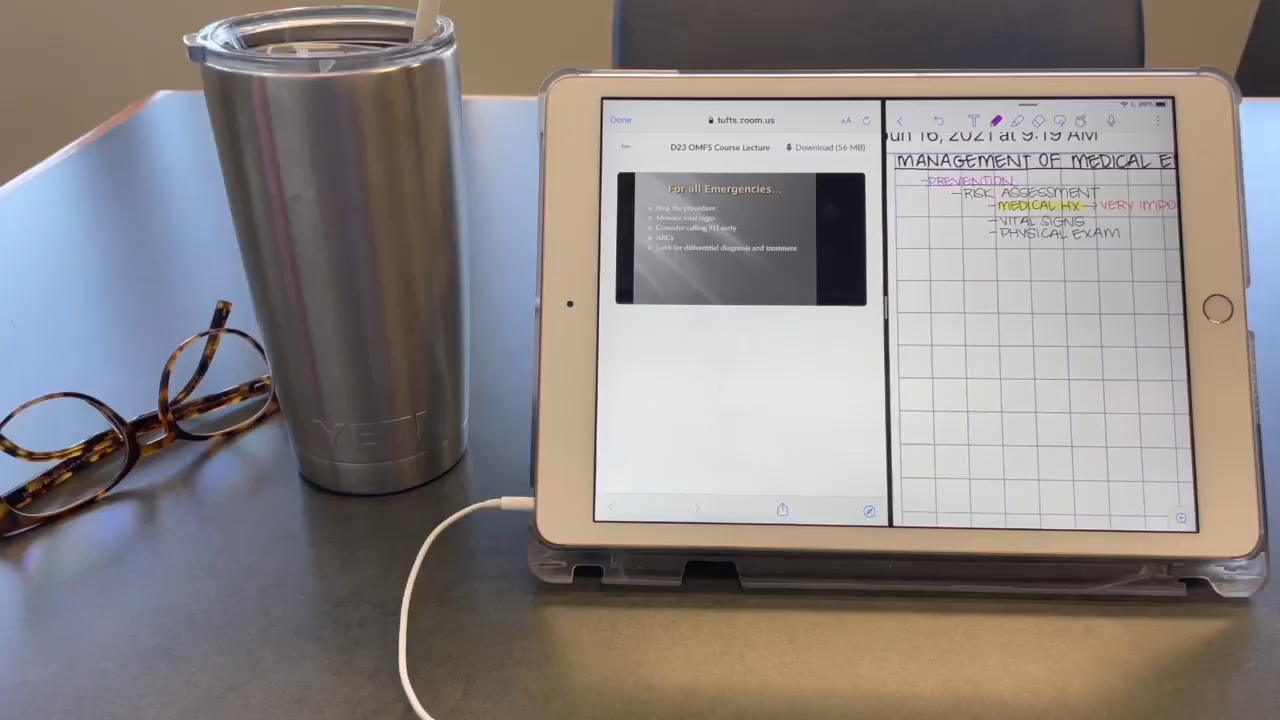 YETI
Done
tufts.zoom.us
AA
D23 OMFS Course Lecture
Download (56 MB)
For all Emergencies...
Stop the procedure
Monitor vital signs
Consider calling 911 early
ABCs
Look for differential diagnosis and treatment
Jun 16, 2021 at 9:19 AM
MANAGEMENT OF MEDICAL E
-PREVENTION
-RISK ASSESSMENT
-MEDICAL HX → VERY IMPO
-VITAL SIGNS
-PHYSICAL EXAM